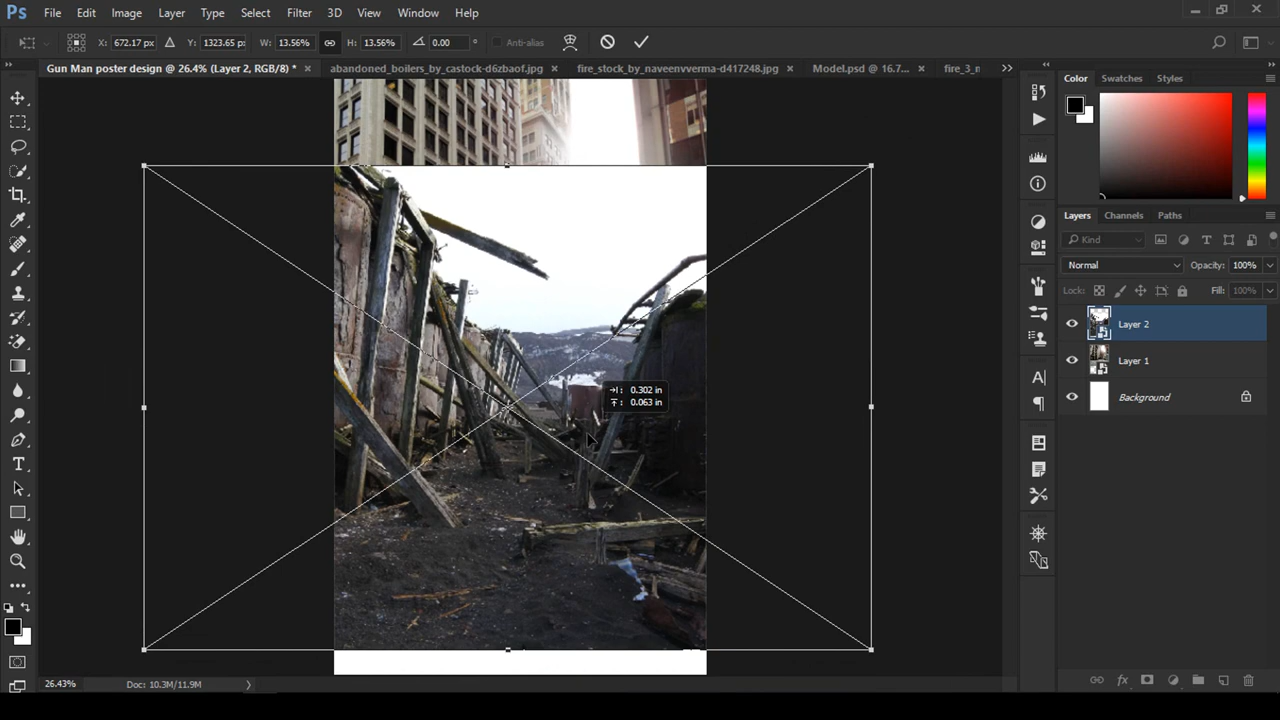 Ps File Edit Image Layer Type Select Filter 3D View Window Help
X: 672.17 px Y: 1323.65 px W: 13.56% H: 13.56% 0.00 ° Anti-alias
Gun Man poster design @ 26.4% (Layer 2, RGB/8) * × abandoned_boilers_by_castock-d6zbaof.jpg × fire_stock_by_naveenvverma-d417248.jpg × Model.psd @ 16.7... × fire_3_n
Color Swatches Styles
Layers Channels Paths
Kind
Normal Opacity: 100%
Lock: Fill: 100%
Layer 2
Layer 1
Background
: 0.302 in
: 0.063 in
26.43% Doc: 10.3M/11.9M